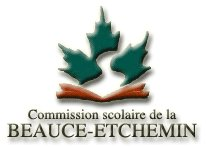 Commission scolaire de la
BEAUCE-ETCHEMIN